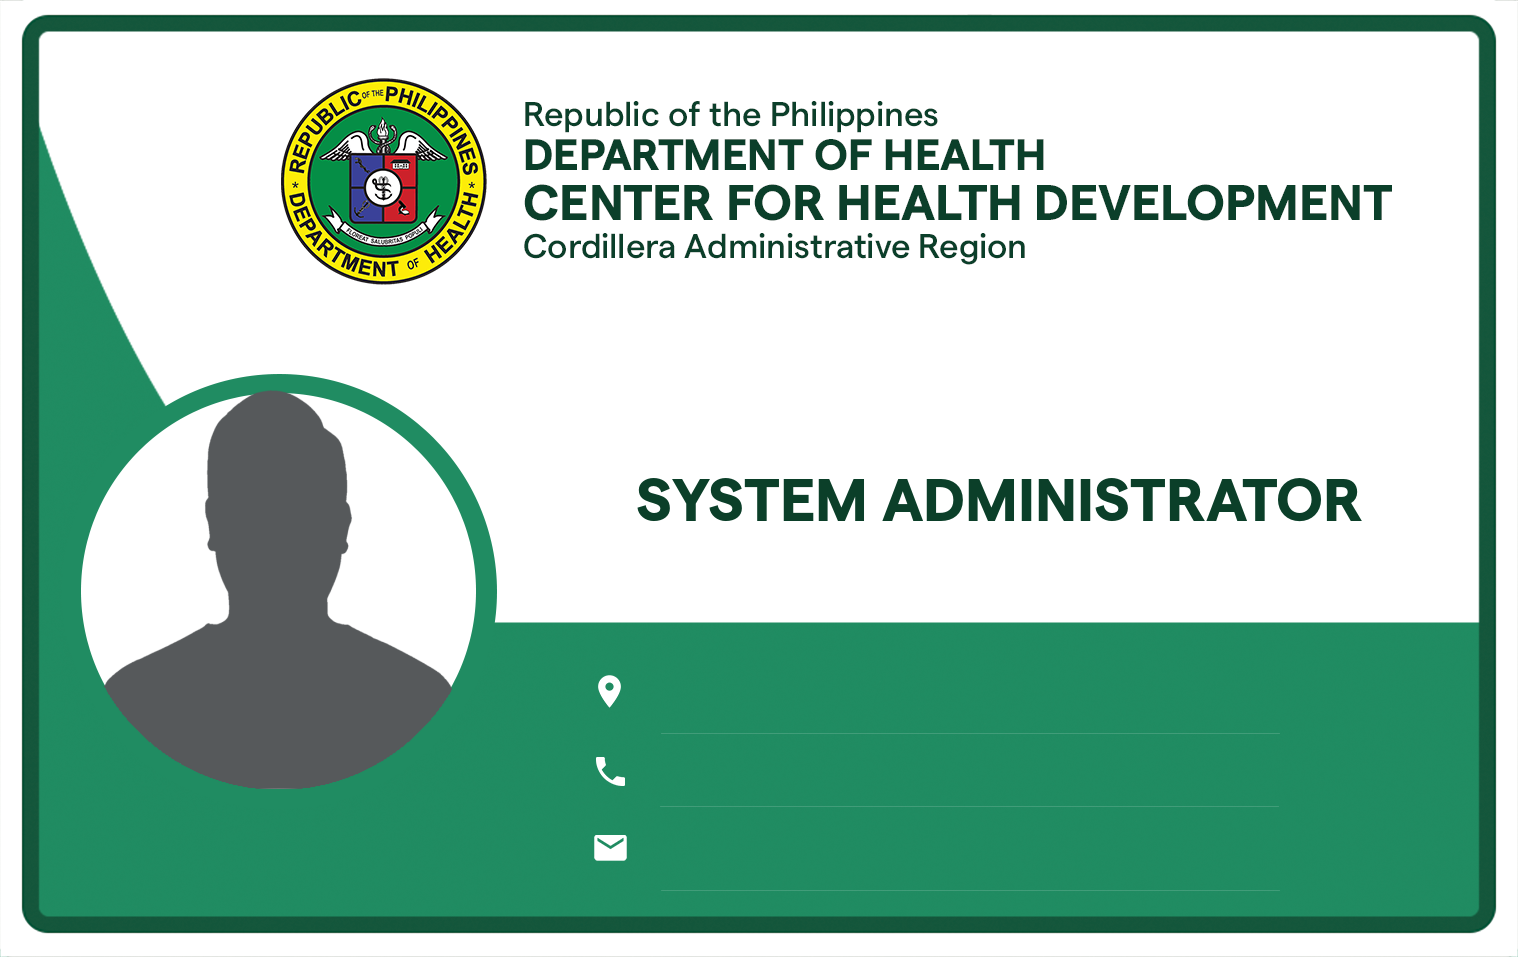 REPUBLIC OF THE PHILIPPINES
DEPARTMENT OF HEALTH
FLOREAT SALUBRITAS POPULI
Republic of the Philippines
DEPARTMENT OF HEALTH
CENTER FOR HEALTH DEVELOPMENT
Cordillera Administrative Region
SYSTEM ADMINISTRATOR